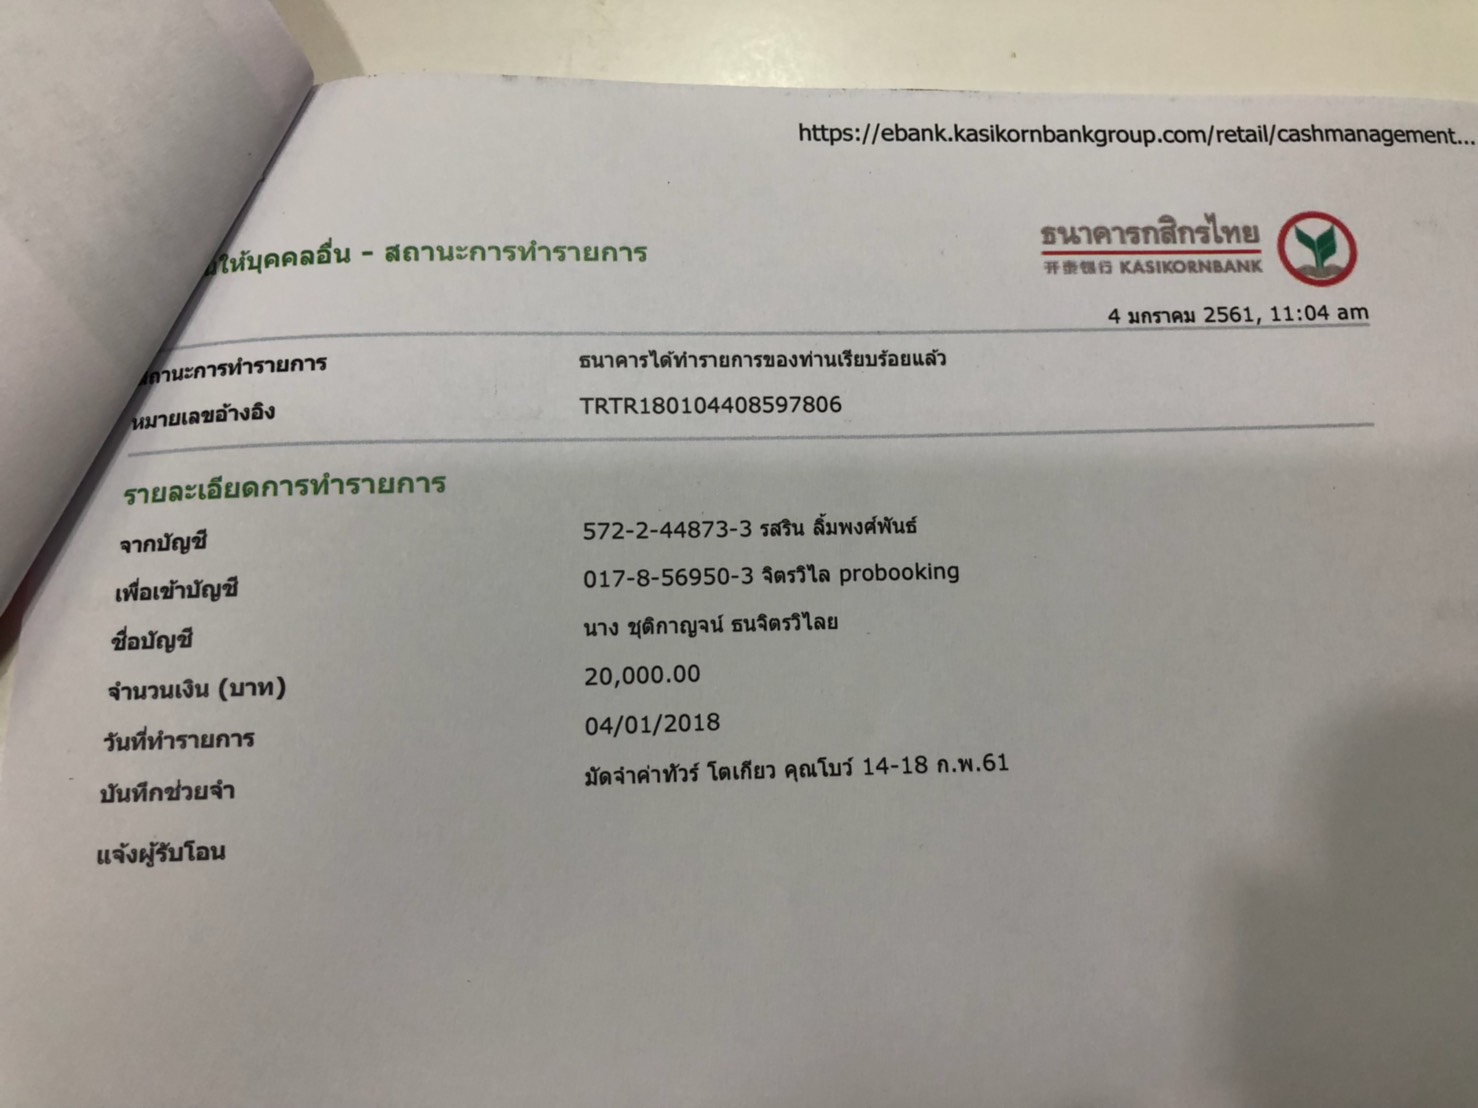 https://ebank.kasikornbankgroup.com/retail/cashmanagement...
ธนาคารกสิกรไทย
开泰银行 KASIKORNBANK
ให้บุคคลอื่น - สถานะการทำรายการ
4 มกราคม 2561, 11:04 am
สถานะการทำรายการ ธนาคารได้ทำรายการของท่านเรียบร้อยแล้ว
หมายเลขอ้างอิง TRTR180104408597806
รายละเอียดการทำรายการ
จากบัญชี 572-2-44873-3 รสริน ลิ้มพงศ์พันธ์
เพื่อเข้าบัญชี 017-8-56950-3 จิตรวิไล probooking
ชื่อบัญชี นาง ชุติกาญจน์ ธนจิตรวิไลย
จำนวนเงิน (บาท) 20,000.00
วันที่ทำรายการ 04/01/2018
บันทึกช่วยจำ มัดจำค่าทัวร์ โตเกียว คุณโบว์ 14-18 ก.พ.61
แจ้งผู้รับโอน